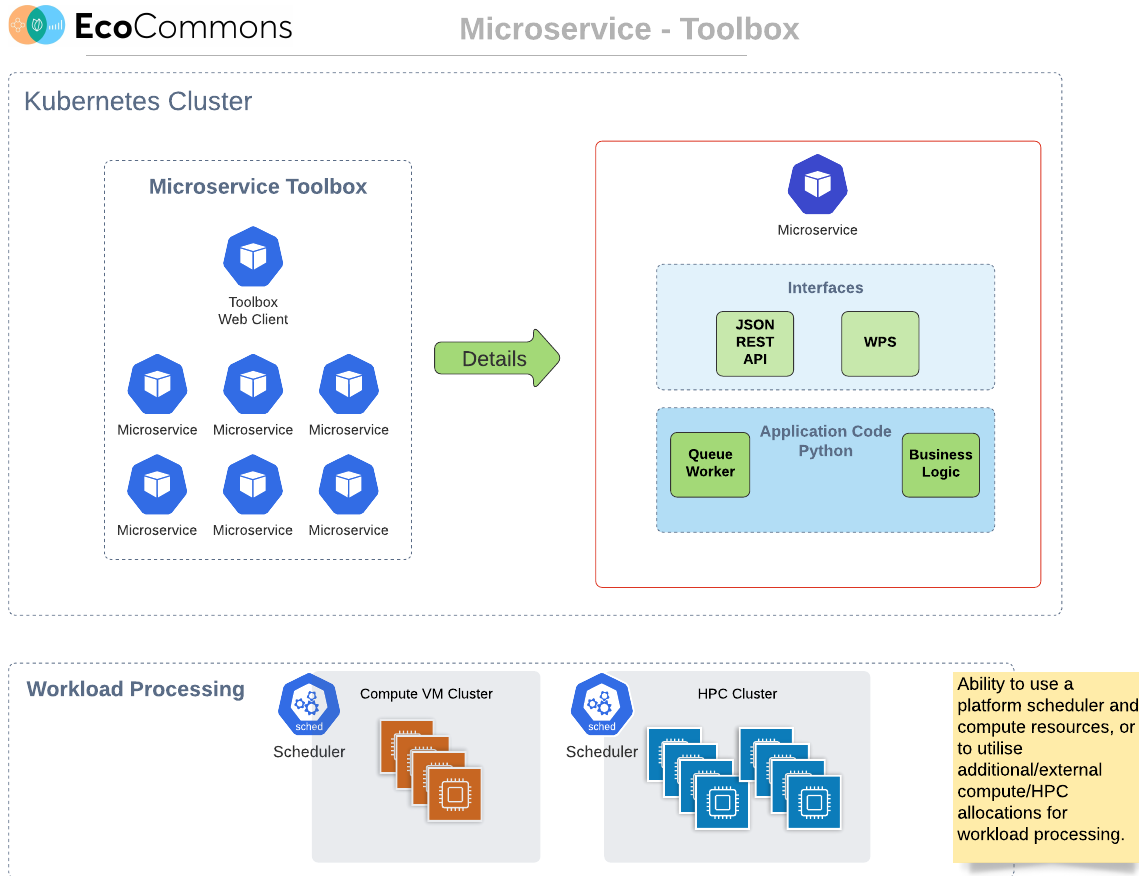 EcoCommons
Microservice - Toolbox
Kubernetes Cluster
Microservice Toolbox
Toolbox
Web Client
Microservice
Microservice
Microservice
Microservice
Microservice
Microservice
Details
Microservice
Interfaces
JSON
REST
API
WPS
Application Code
Python
Queue
Worker
Business
Logic
Workload Processing
sched
Scheduler
Compute VM Cluster
sched
Scheduler
HPC Cluster
Ability to use a
platform scheduler and
compute resources, or
to utilise
additional/external
compute/HPC
allocations for
workload processing.